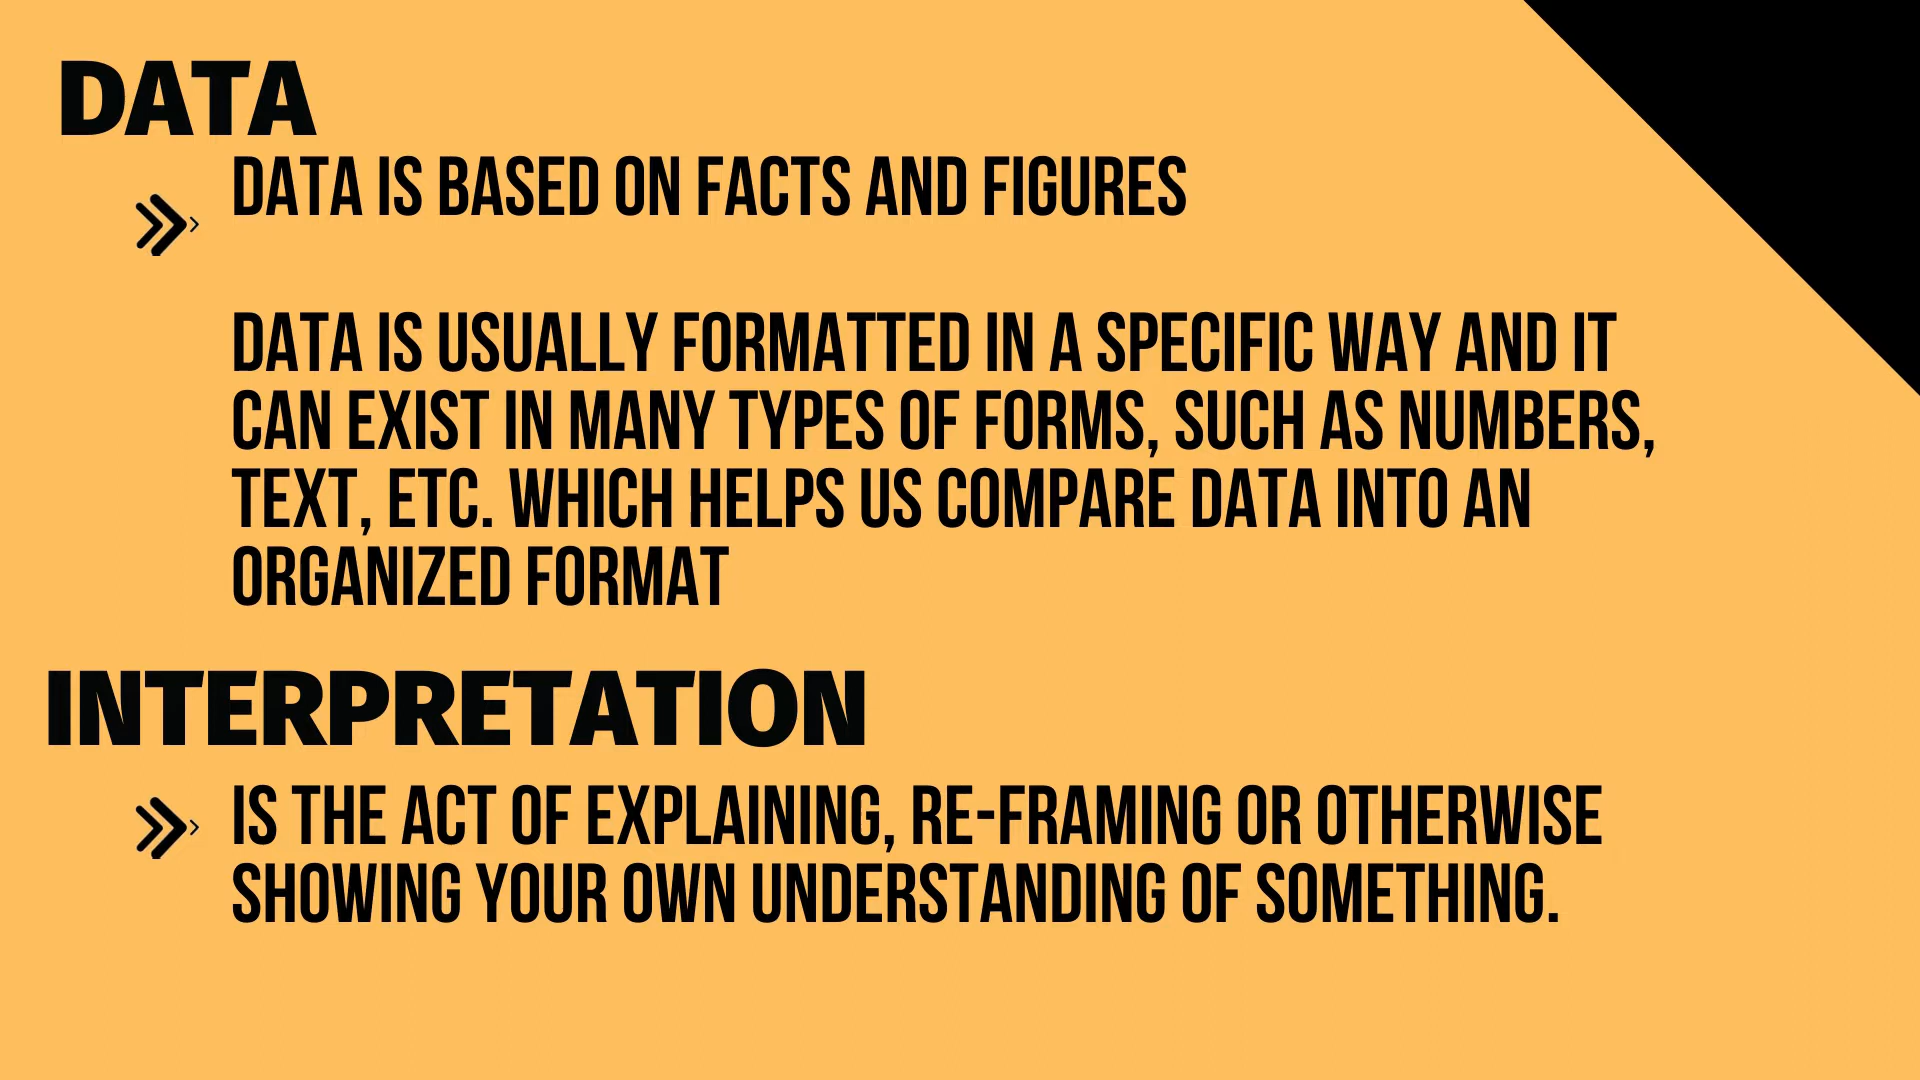 DATA
DATA IS BASED ON FACTS AND FIGURES
DATA IS USUALLY FORMATTED IN A SPECIFIC WAY AND IT
CAN EXIST IN MANY TYPES OF FORMS, SUCH AS NUMBERS,
TEXT, ETC. WHICH HELPS US COMPARE DATA INTO AN
ORGANIZED FORMAT
INTERPRETATION
IS THE ACT OF EXPLAINING, RE-FRAMING OR OTHERWISE
SHOWING YOUR OWN UNDERSTANDING OF SOMETHING.